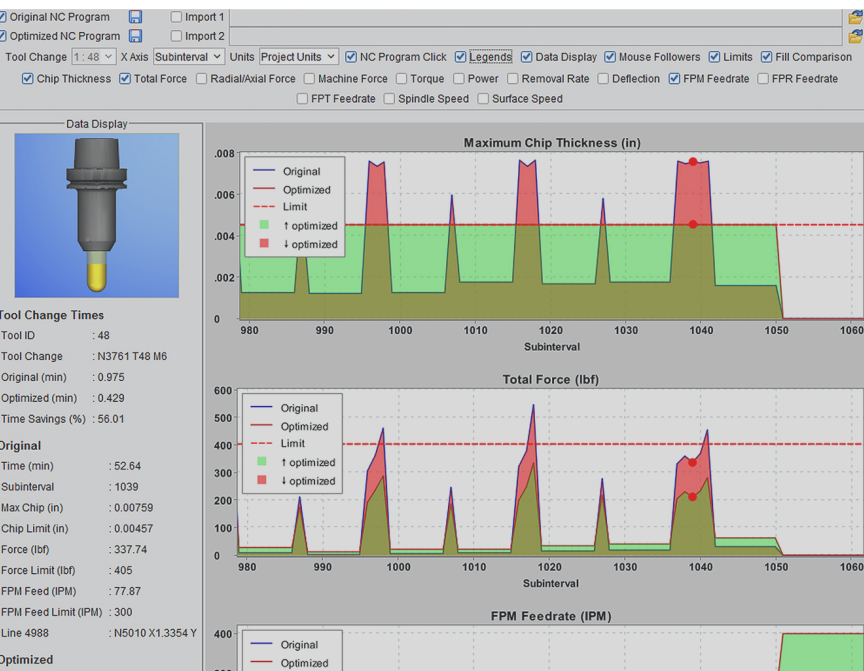 Original NC Program Import 1
Optimized NC Program Import 2
Tool Change 1 : 48 X Axis Subinterval Units Project Units NC Program Click Legends Data Display Mouse Followers Limits Fill Comparison
Chip Thickness Total Force Radial/Axial Force Machine Force Torque Power Removal Rate Deflection FPM Feedrate FPR Feedrate
FPT Feedrate Spindle Speed Surface Speed
Data Display
Tool Change Times
Tool ID : 48
Tool Change : N3761 T48 M6
Original (min) : 0.975
Optimized (min) : 0.429
Time Savings (%) : 56.01
Original
Time (min) : 52.64
Subinterval : 1039
Max Chip (in) : 0.00759
Chip Limit (in) : 0.00457
Force (lbf) : 337.74
Force Limit (lbf) : 405
FPM Feed (IPM) : 77.87
FPM Feed Limit (IPM) : 300
Line 4988 : N5010 X1.3354 Y
Optimized
Maximum Chip Thickness (in)
.008
.006
.004
.002
0
Original
Optimized
Limit
↑ optimized
↓ optimized
980 990 1000 1010 1020 1030 1040 1050 1060
Subinterval
Total Force (lbf)
600
500
400
300
200
100
0
Original
Optimized
Limit
↑ optimized
↓ optimized
980 990 1000 1010 1020 1030 1040 1050 1060
Subinterval
FPM Feedrate (IPM)
400
Original
Optimized